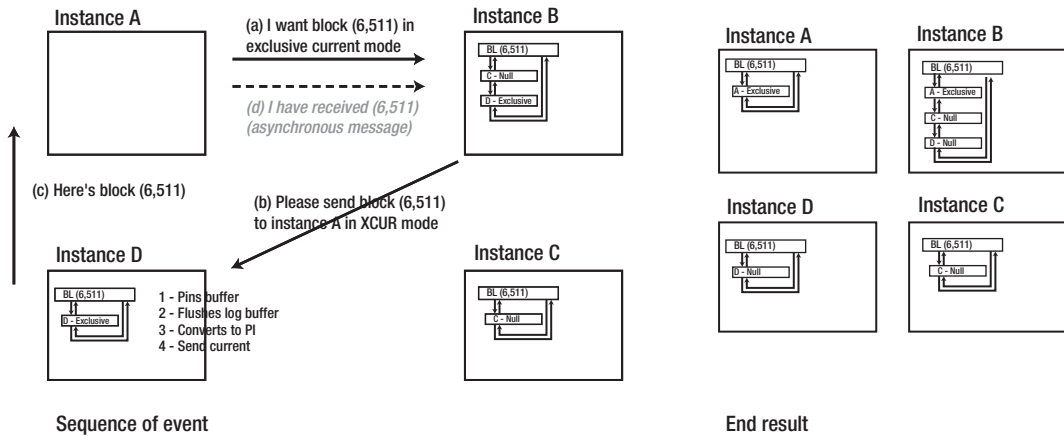 Instance A
(a) I want block (6,511) in
exclusive current mode
(d) I have received (6,511)
(asynchronous message)
Instance B
BL (6,511)
C - Null
D - Exclusive
(c) Here's block (6,511)
(b) Please send block (6,511)
to instance A in XCUR mode
Instance D
BL (6,511)
D - Exclusive
1 - Pins buffer
2 - Flushes log buffer
3 - Converts to PI
4 - Send current
Instance C
BL (6,511)
C - Null
Sequence of event
Instance A
BL (6,511)
A - Exclusive
Instance B
BL (6,511)
A - Exclusive
C - Null
D - Null
Instance D
BL (6,511)
D - Null
Instance C
BL (6,511)
C - Null
End result